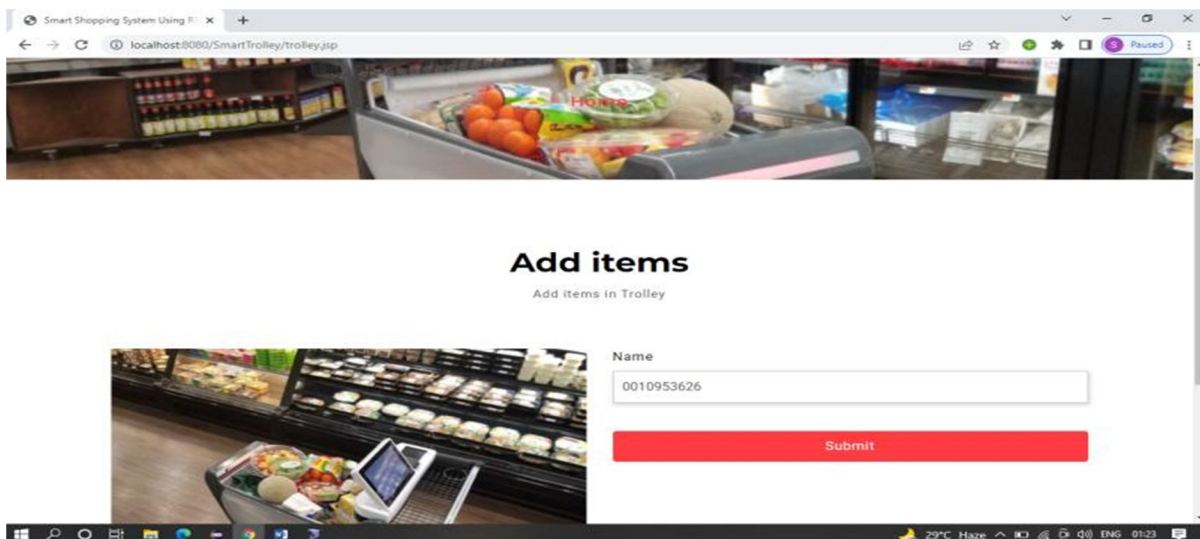 Smart Shopping System Using R
localhost:8080/SmartTrolley/trolley.jsp
S Paused
Home
Add items
Add items in Trolley
Name
0010953626
Submit
29°C Haze ENG 01:23